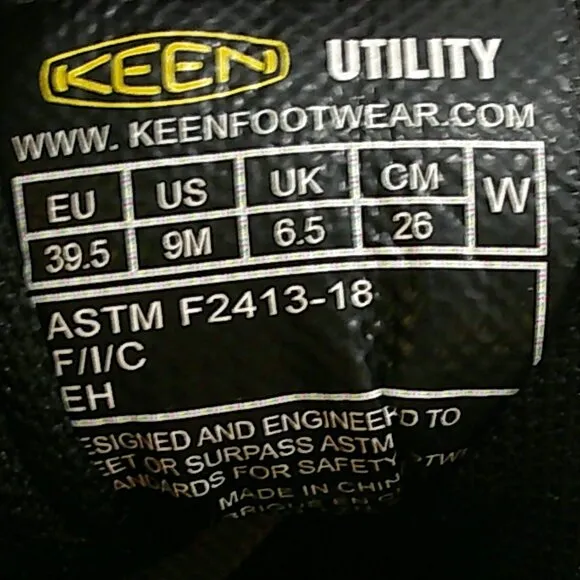 KEEN UTILITY
WWW. KEENFOOTWEAR.COM
EU US UK CM W
39.5 9M 6.5 26
ASTM F2413-18
F/I/C
EH
ESIGNED AND ENGINEERED TO
EET OR SURPASS ASTM
ANDARDS FOR SAFETY
MADE IN CHIN